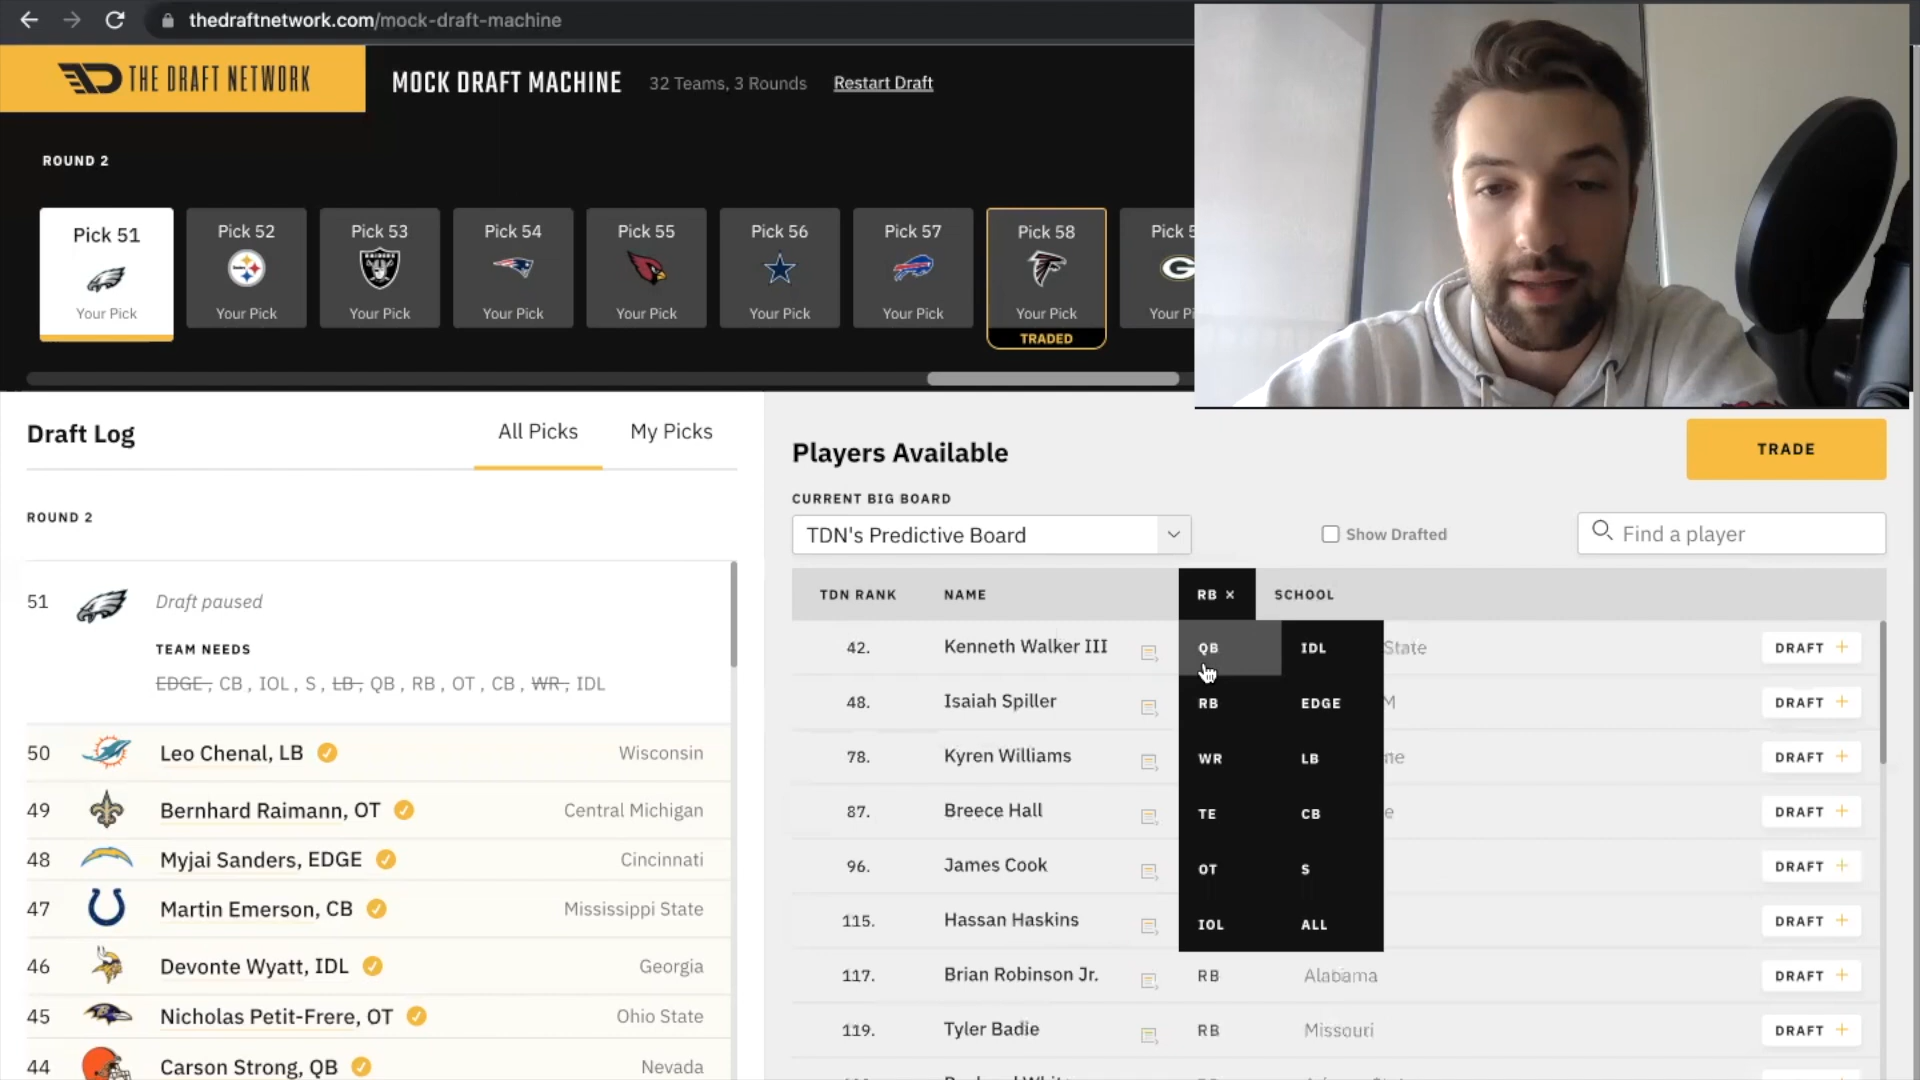 thedraftnetwork.com/mock-draft-machine
THE DRAFT NETWORK
MOCK DRAFT MACHINE
32 Teams, 3 Rounds
Restart Draft
ROUND 2
Pick 51
Your Pick
Pick 52
Your Pick
Pick 53
Your Pick
Pick 54
Your Pick
Pick 55
Your Pick
Pick 56
Your Pick
Pick 57
Your Pick
Pick 58
Your Pick
TRADED
Pick
Draft Log
All Picks
My Picks
ROUND 2
51 Draft paused
TEAM NEEDS
EDGE, CB, IOL, S, LB, QB, RB, OT, CB, WR, IDL
50 Leo Chenal, LB Wisconsin
49 Bernhard Raimann, OT Central Michigan
48 Myjai Sanders, EDGE Cincinnati
47 Martin Emerson, CB Mississippi State
46 Devonte Wyatt, IDL Georgia
45 Nicholas Petit-Frere, OT Ohio State
44 Carson Strong, QB Nevada
Players Available
TRADE
CURRENT BIG BOARD
TDN's Predictive Board
Show Drafted
Find a player
TDN RANK NAME RB × SCHOOL
42. Kenneth Walker III State DRAFT +
48. Isaiah Spiller M DRAFT +
78. Kyren Williams me DRAFT +
87. Breece Hall e DRAFT +
96. James Cook DRAFT +
115. Hassan Haskins DRAFT +
117. Brian Robinson Jr. RB Alabama DRAFT +
119. Tyler Badie RB Missouri DRAFT +
QB IDL
RB EDGE
WR LB
TE CB
OT S
IOL ALL